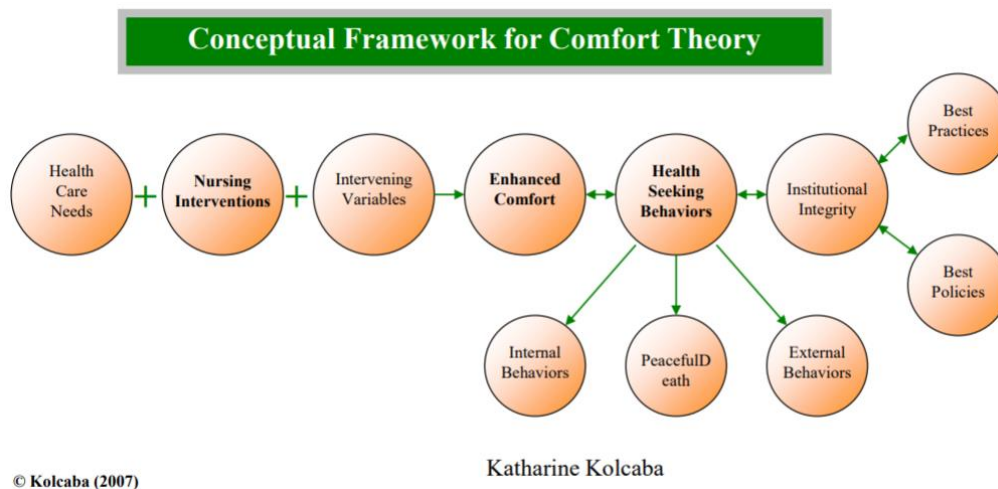 Conceptual Framework for Comfort Theory
Health
Care
Needs
+
Nursing
Interventions
+
Intervening
Variables
Enhanced
Comfort
Health
Seeking
Behaviors
Institutional
Integrity
Best
Practices
Best
Policies
Internal
Behaviors
PeacefulD
eath
External
Behaviors
Katharine Kolcaba
© Kolcaba (2007)